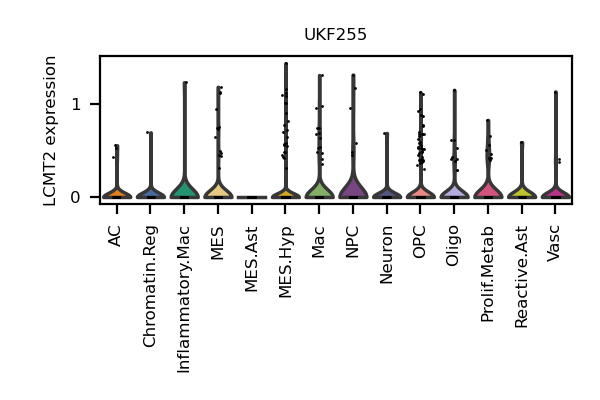 UKF255
LCMT2 expression
1
0
AC
Chromatin.Reg
Inflammatory.Mac
MES
MES.Ast
MES.Hyp
Mac
NPC
Neuron
OPC
Oligo
Prolif.Metab
Reactive.Ast
Vasc